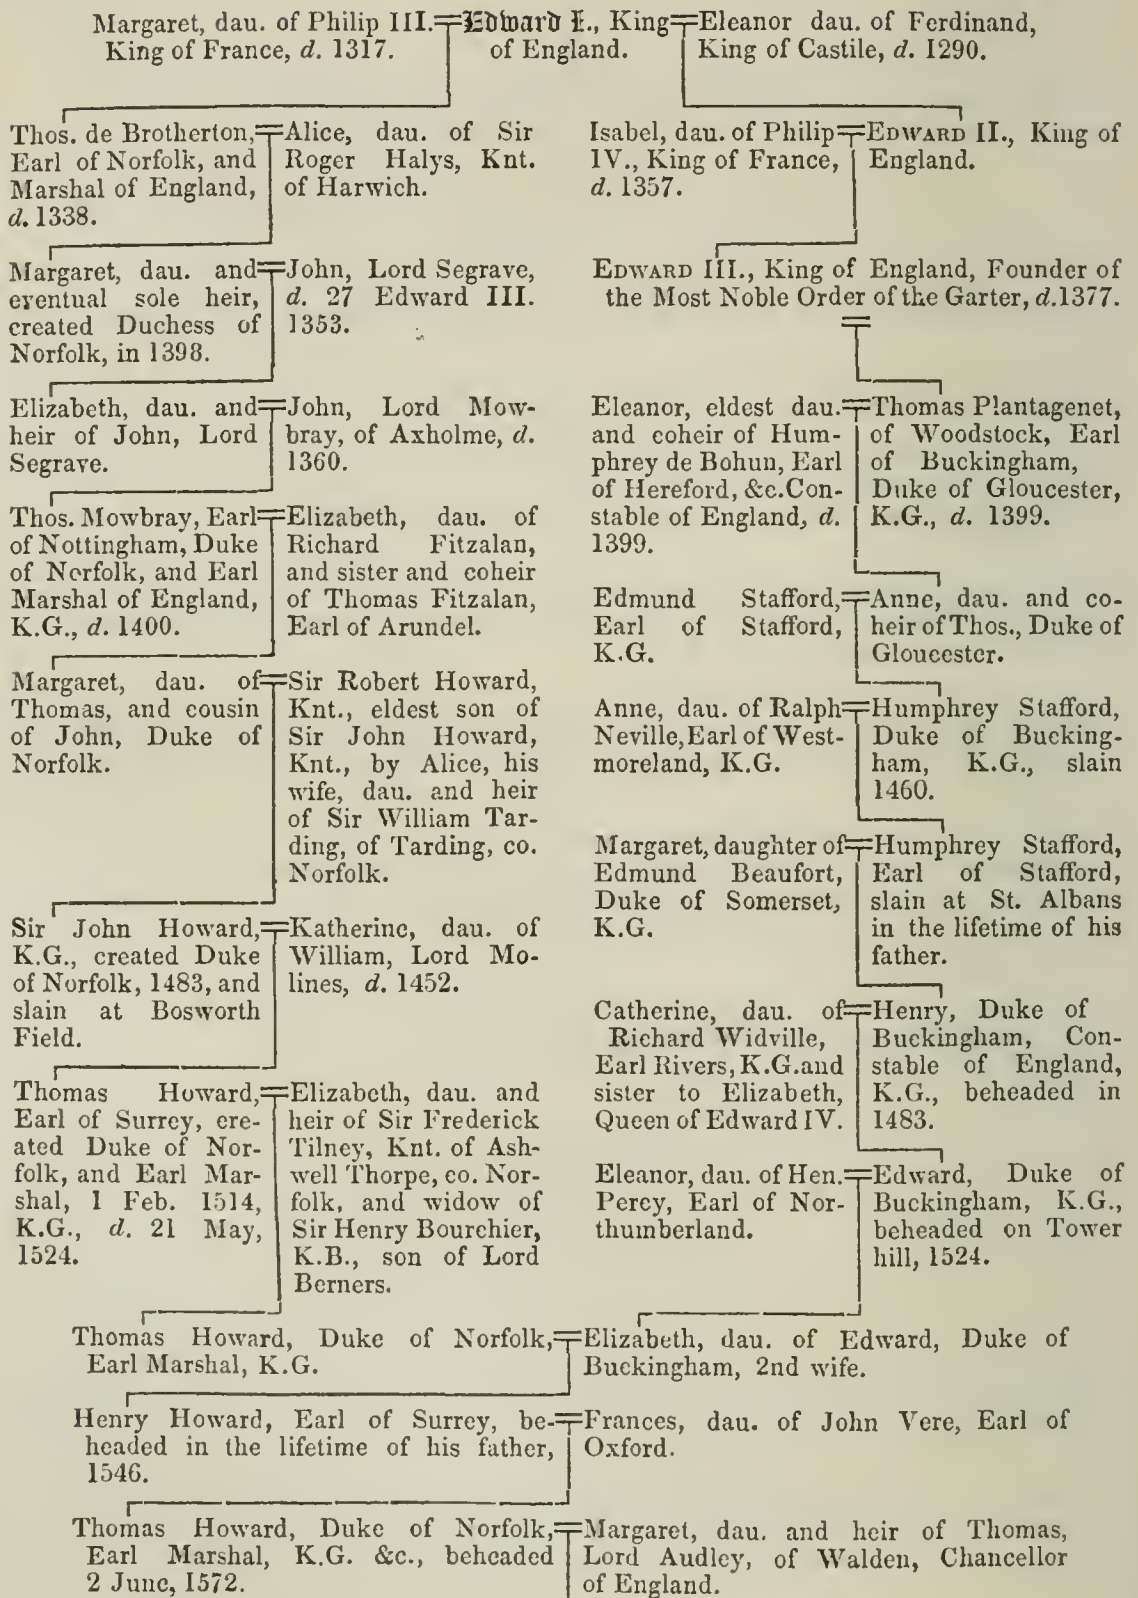 Margaret, dau. of Philip III.
King of France, d. 1317.
Edward I., King
of England.
Eleanor dau. of Ferdinand,
King of Castile, d. 1290.
Thos. de Brotherton,
Earl of Norfolk, and
Marshal of England,
d. 1338.
Alice, dau. of Sir
Roger Halys, Knt.
of Harwich.
Isabel, dau. of Philip
IV., King of France,
d. 1357.
EDWARD II., King of
England.
Margaret, dau. and
eventual sole heir,
created Duchess of
Norfolk, in 1398.
John, Lord Segrave,
d. 27 Edward III.
1353.
EDWARD III., King of England, Founder of
the Most Noble Order of the Garter, d.1377.
Elizabeth, dau. and
heir of John, Lord
Segrave.
John, Lord Mow-
bray, of Axholme, d.
1360.
Eleanor, eldest dau.
and coheir of Hum-
phrey de Bohun, Earl
of Hereford, &c.Con-
stable of England, d.
1399.
Thomas Plantagenet,
of Woodstock, Earl
of Buckingham,
Duke of Gloucester,
K.G., d. 1399.
Thos. Mowbray, Earl
of Nottingham, Duke
of Norfolk, and Earl
Marshal of England,
K.G., d. 1400.
Elizabeth, dau. of
Richard Fitzalan,
and sister and coheir
of Thomas Fitzalan,
Earl of Arundel.
Edmund Stafford,
Earl of Stafford,
K.G.
Anne, dau. and co-
heir of Thos., Duke of
Gloucester.
Margaret, dau. of
Thomas, and cousin
of John, Duke of
Norfolk.
Sir Robert Howard,
Knt., eldest son of
Sir John Howard,
Knt., by Alice, his
wife, dau. and heir
of Sir William Tar-
ding, of Tarding, co.
Norfolk.
Anne, dau. of Ralph
Neville, Earl of West-
moreland, K.G.
Humphrey Stafford,
Duke of Bucking-
ham, K.G., slain
1460.
Margaret, daughter of
Edmund Beaufort,
Duke of Somerset,
K.G.
Humphrey Stafford,
Earl of Stafford,
slain at St. Albans
in the lifetime of his
father.
Sir John Howard,
K.G., created Duke
of Norfolk, 1483, and
slain at Bosworth
Field.
Katherine, dau. of
William, Lord Mo-
lines, d. 1452.
Catherine, dau. of
Richard Widville,
Earl Rivers, K.G.and
sister to Elizabeth,
Queen of Edward IV.
Henry, Duke of
Buckingham, Con-
stable of England,
K.G., beheaded in
1483.
Thomas Howard,
Earl of Surrey, cre-
ated Duke of Nor-
folk, and Earl Mar-
shal, 1 Feb. 1514,
K.G., d. 21 May,
1524.
Elizabeth, dau. and
heir of Sir Frederick
Tilney, Knt. of Ash-
well Thorpe, co. Nor-
folk, and widow of
Sir Henry Bourchier,
K.B., son of Lord
Berners.
Eleanor, dau. of Hen.
Percy, Earl of Nor-
thumberland.
Edward, Duke of
Buckingham, K.G.,
beheaded on Tower
hill, 1524.
Thomas Howard, Duke of Norfolk,
Earl Marshal, K.G.
Elizabeth, dau. of Edward, Duke of
Buckingham, 2nd wife.
Henry Howard, Earl of Surrey, be-
headed in the lifetime of his father,
1546.
Frances, dau. of John Vere, Earl of
Oxford.
Thomas Howard, Duke of Norfolk,
Earl Marshal, K.G. &c., beheaded
2 June, 1572.
Margaret, dau. and heir of Thomas,
Lord Audley, of Walden, Chancellor
of England.